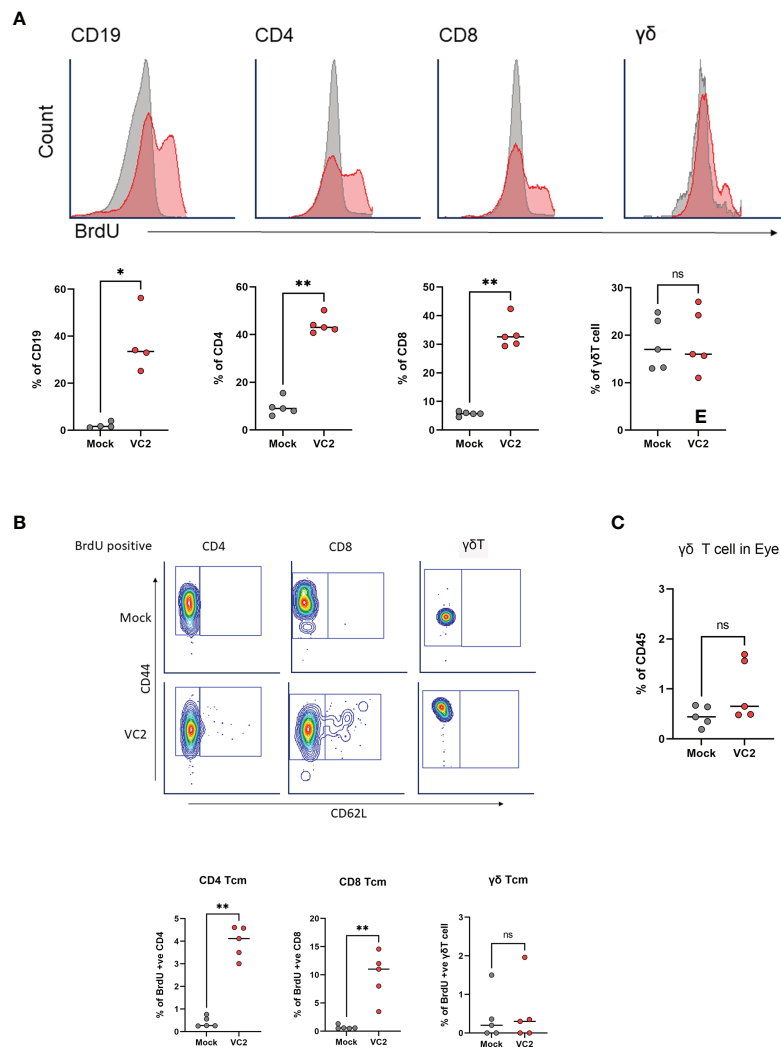 A
CD19 CD4 CD8 γδ
Count
BrdU
% of CD19
60
40
20
0
*
Mock VC2
% of CD4
60
40
20
0
**
Mock VC2
% of CD8
50
40
30
20
10
0
**
Mock VC2
% of γδT cell
30
20
10
0
ns
E
Mock VC2
B
BrdU positive CD4 CD8 γδT
Mock
CD44
VC2
CD62L
C
γδ T cell in Eye
% of CD45
3
2
1
0
ns
Mock VC2
CD4 Tcm
% of BrdU +ve CD4
5
4
3
2
1
0
**
Mock VC2
CD8 Tcm
% of BrdU +ve CD8
20
15
10
5
0
**
Mock VC2
γδ Tcm
% of BrdU +ve γδT cell
3
2
1
0
ns
Mock VC2